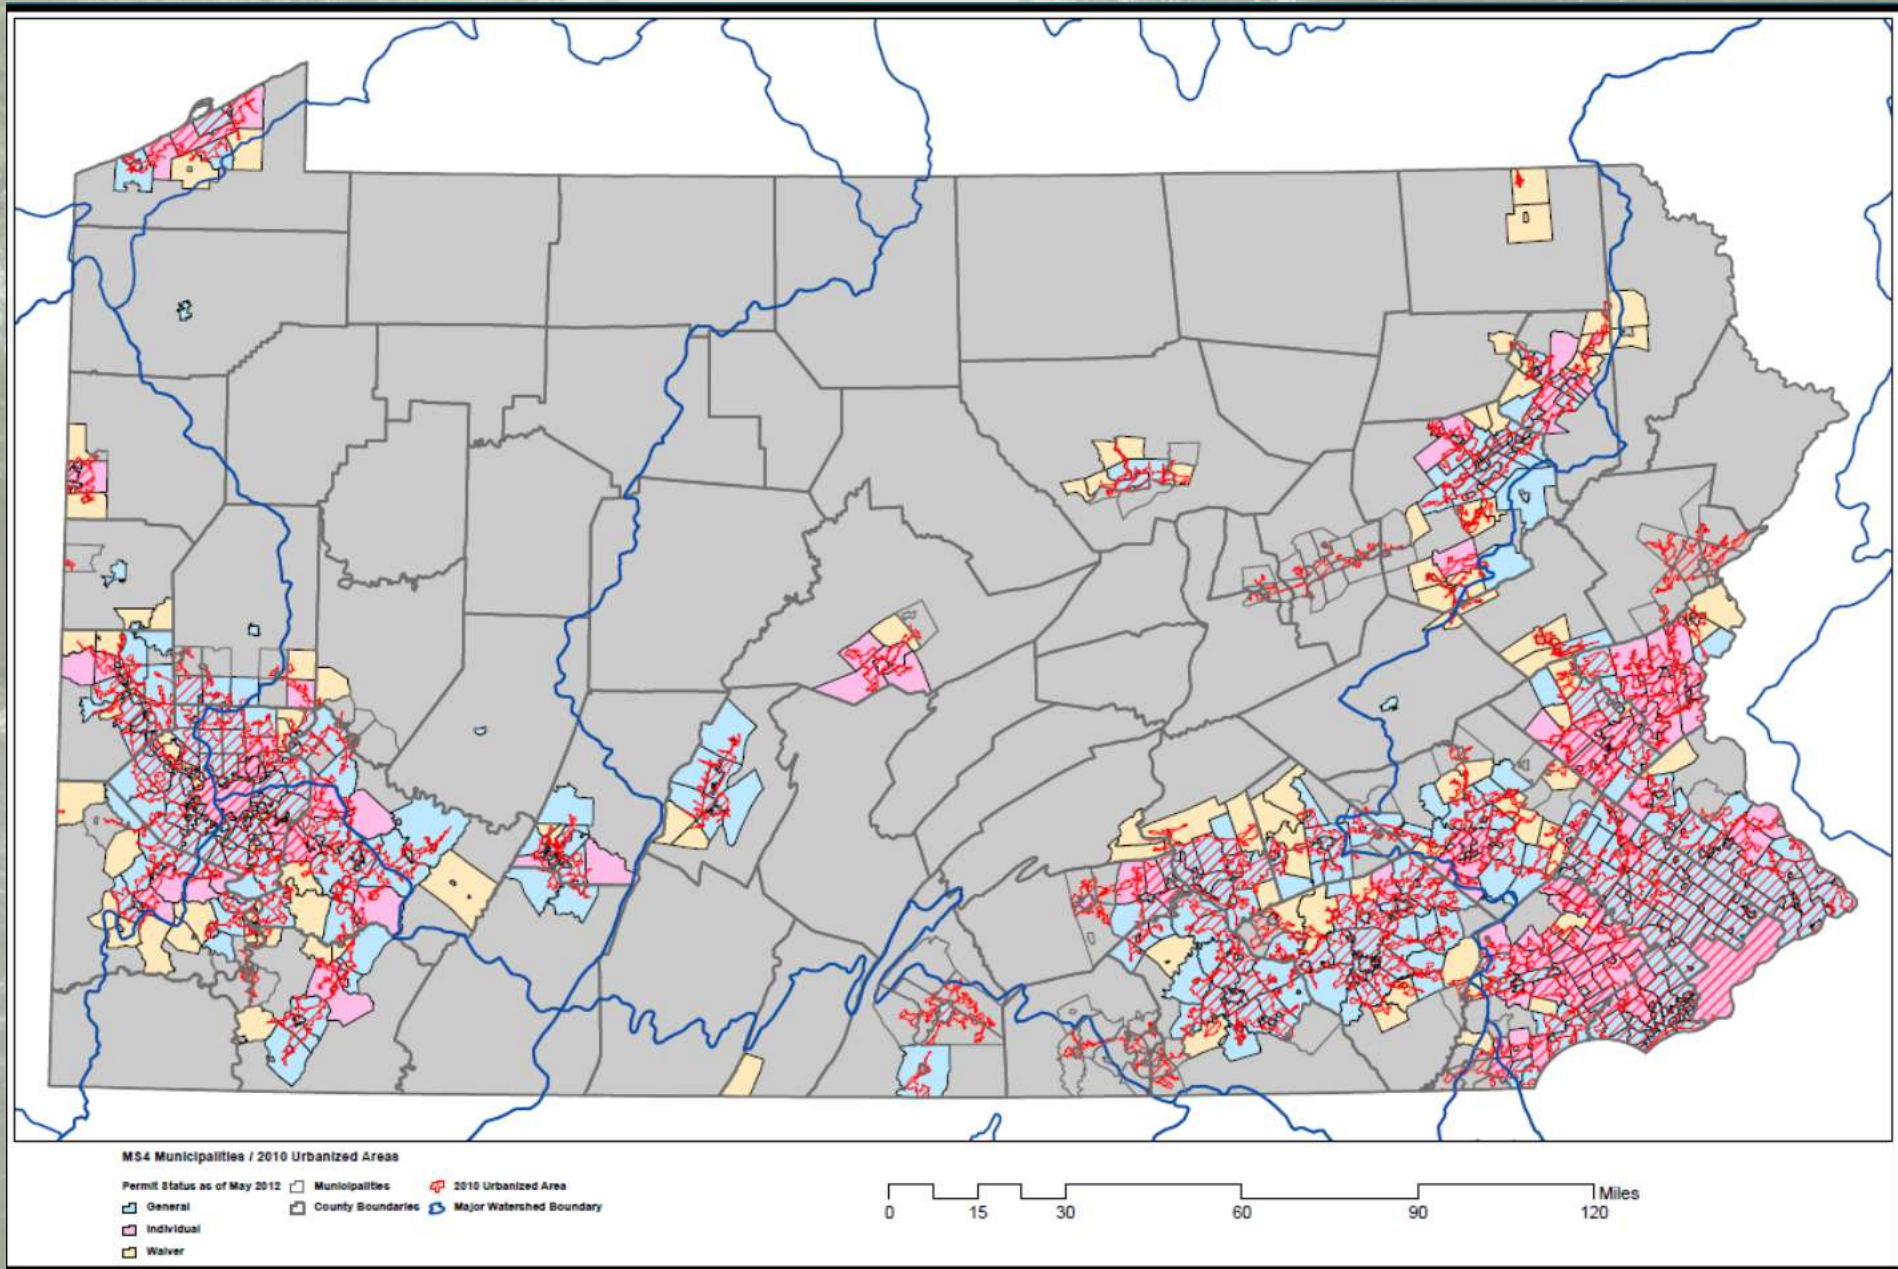 MS4 Municipalities / 2010 Urbanized Areas
Permit Status as of May 2012
General
Individual
Waiver
Municipalities
County Boundaries
2010 Urbanized Area
Major Watershed Boundary
Miles
0 15 30 60 90 120